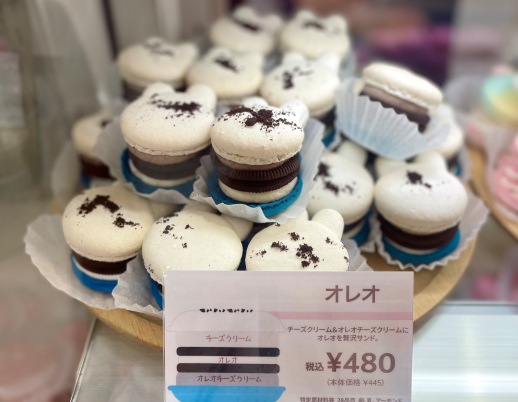 オレオ
チーズクリーム&オレオチーズクリームに
オレオを贅沢サンド。
税込 ¥480
(本体価格 ¥445)
チーズクリーム
オレオ
オレオチーズクリーム